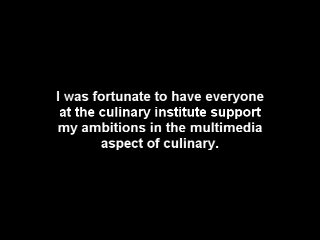 I was fortunate to have everyone
at the culinary institute support
my ambitions in the multimedia
aspect of culinary.